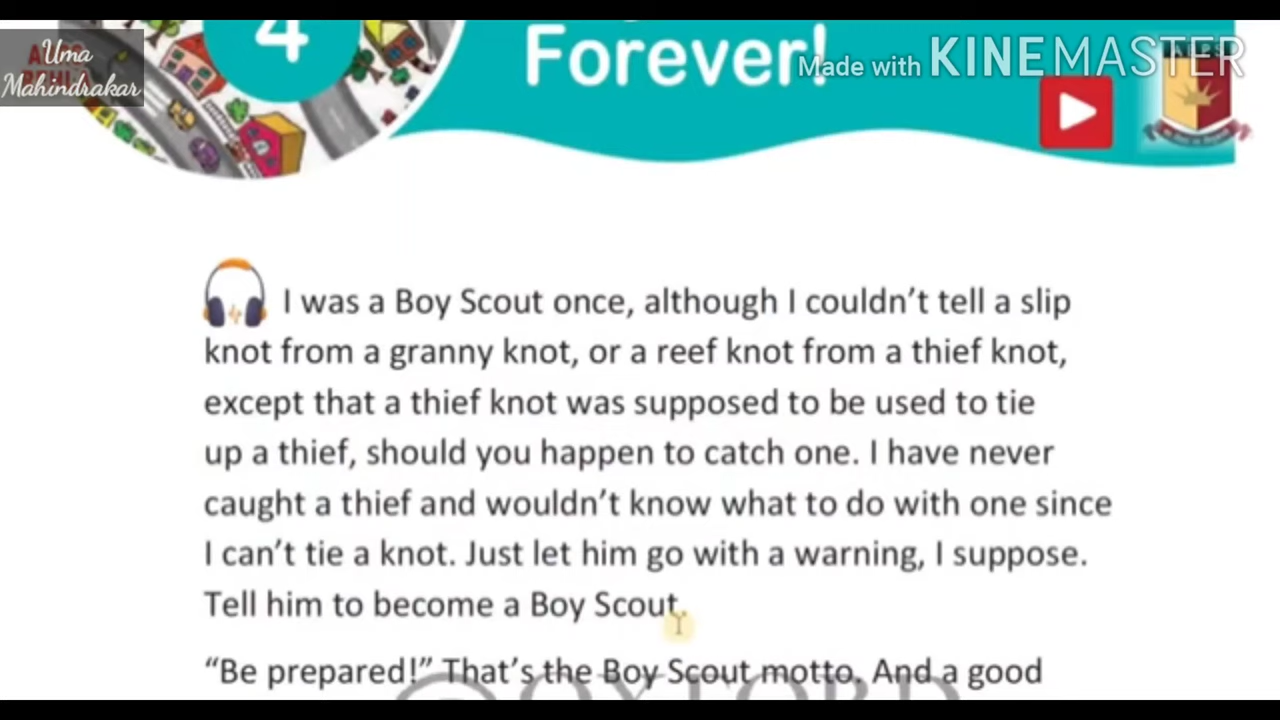 4
Forever!
Uma
Mahindrakar
Made with KINEMASTER
I was a Boy Scout once, although I couldn't tell a slip
knot from a granny knot, or a reef knot from a thief knot,
except that a thief knot was supposed to be used to tie
up a thief, should you happen to catch one. I have never
caught a thief and wouldn't know what to do with one since
I can't tie a knot. Just let him go with a warning, I suppose.
Tell him to become a Boy Scout.
“Be prepared!” That's the Boy Scout motto. And a good
OXFORD